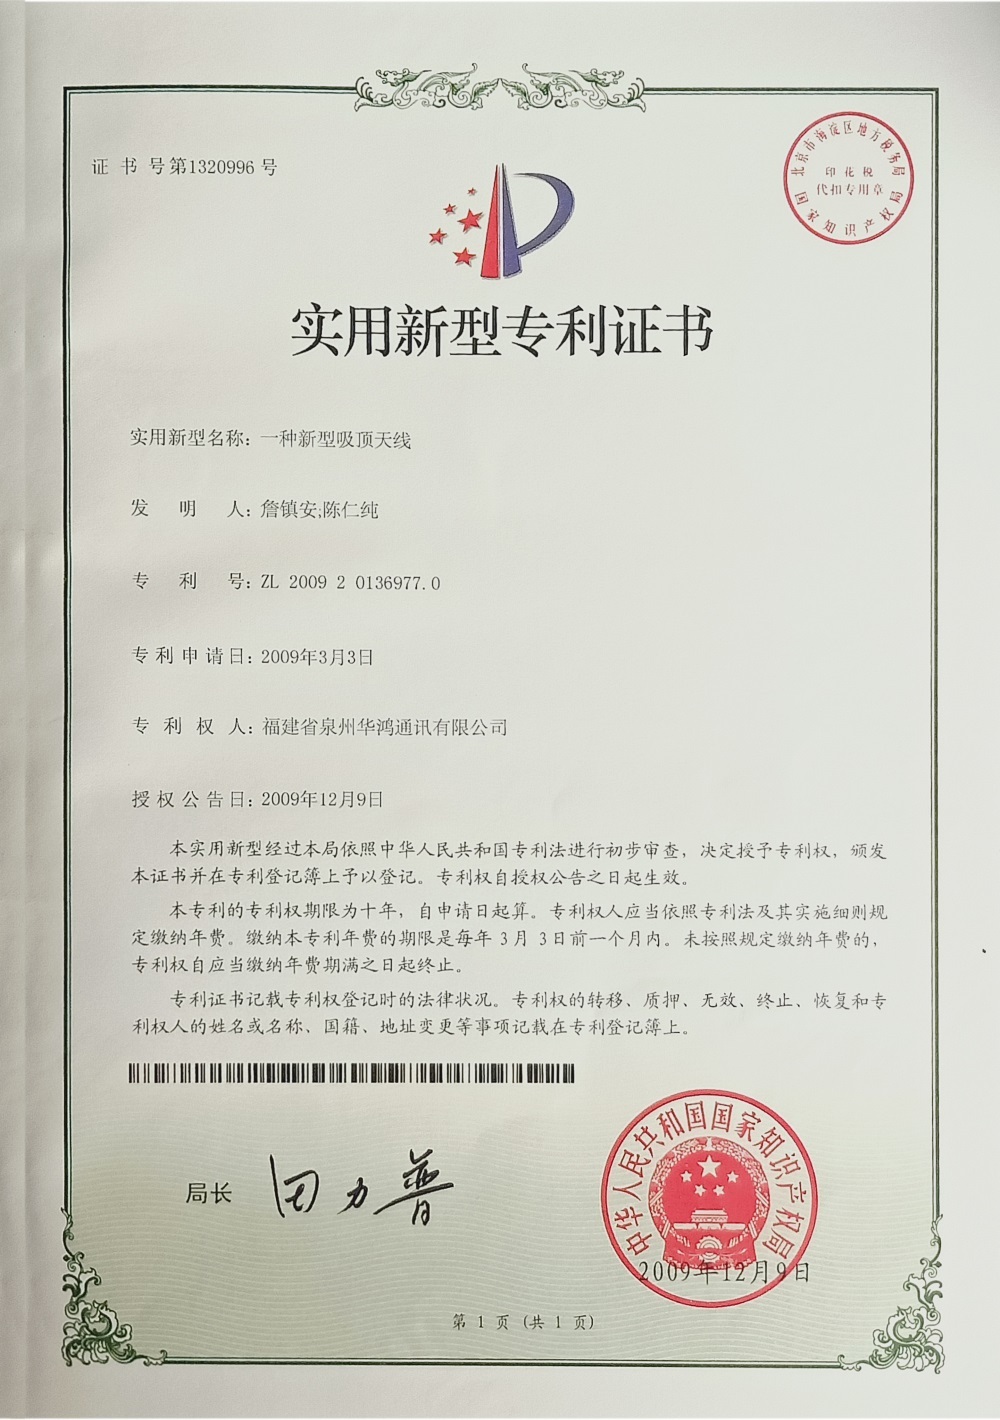 证书号第1320996号
北京市海淀区地方税务局
印花税
代扣专用章
国家知识产权局
实用新型专利证书
实用新型名称：一种新型吸顶天线
发明人：詹镇安;陈仁纯
专利号：ZL 2009 2 0136977.0
专利申请日：2009年3月3日
专利权人：福建省泉州华鸿通讯有限公司
授权公告日：2009年12月9日
本实用新型经过本局依照中华人民共和国专利法进行初步审查，决定授予专利权，颁发
本证书并在专利登记簿上予以登记。专利权自授权公告之日起生效。
本专利的专利权期限为十年，自申请日起算。专利权人应当依照专利法及其实施细则规
定缴纳年费。缴纳本专利年费的期限是每年 3 月 3 日前一个月内。未按照规定缴纳年费的，
专利权自应当缴纳年费期满之日起终止。
专利证书记载专利权登记时的法律状况。专利权的转移、质押、无效、终止、恢复和专
利权人的姓名或名称、国籍、地址变更等事项记载在专利登记簿上。
局长 田力普
中华人民共和国国家知识产权局
2009年12月9日
第 1 页 (共 1 页)